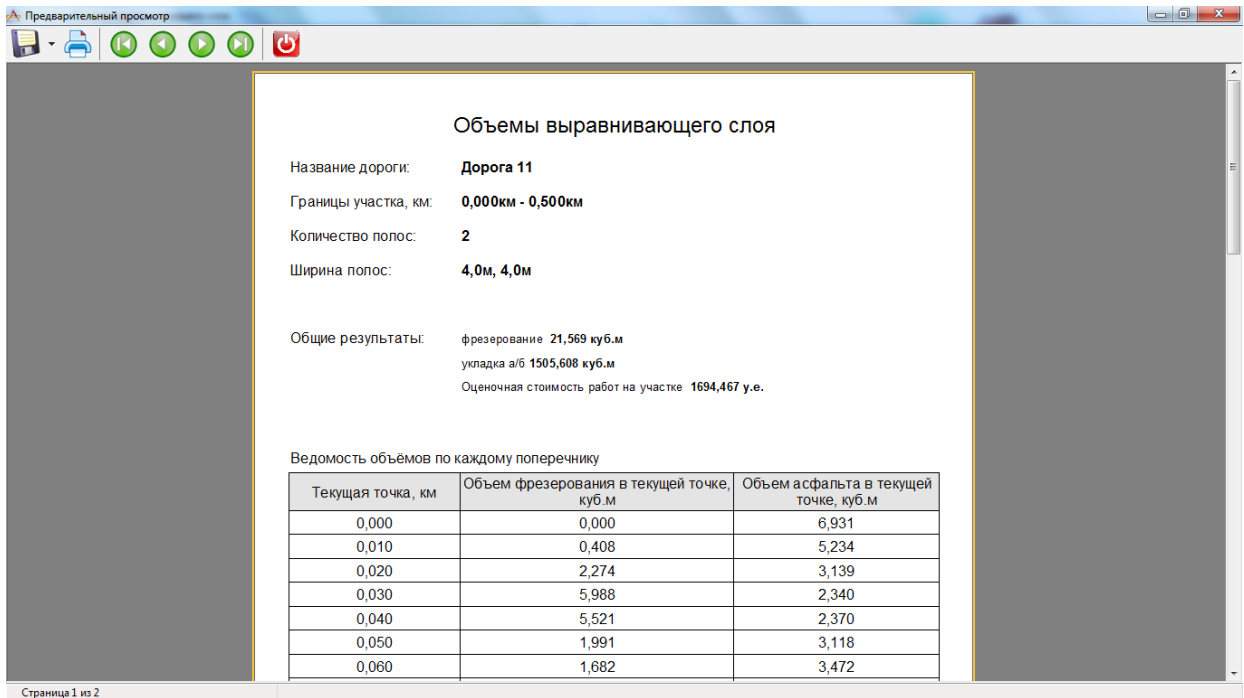 Предварительный просмотр
Объемы выравнивающего слоя
Название дороги: Дорога 11
Границы участка, км: 0,000км - 0,500км
Количество полос: 2
Ширина полос: 4,0м, 4,0м
Общие результаты: фрезерование 21,569 куб.м
укладка а/б 1505,608 куб.м
Оценочная стоимость работ на участке 1694,467 у.е.
Ведомость объёмов по каждому поперечнику
Текущая точка, км Объем фрезерования в текущей точке, куб.м Объем асфальта в текущей точке, куб.м
0,000 0,000 6,931
0,010 0,408 5,234
0,020 2,274 3,139
0,030 5,988 2,340
0,040 5,521 2,370
0,050 1,991 3,118
0,060 1,682 3,472
Страница 1 из 2